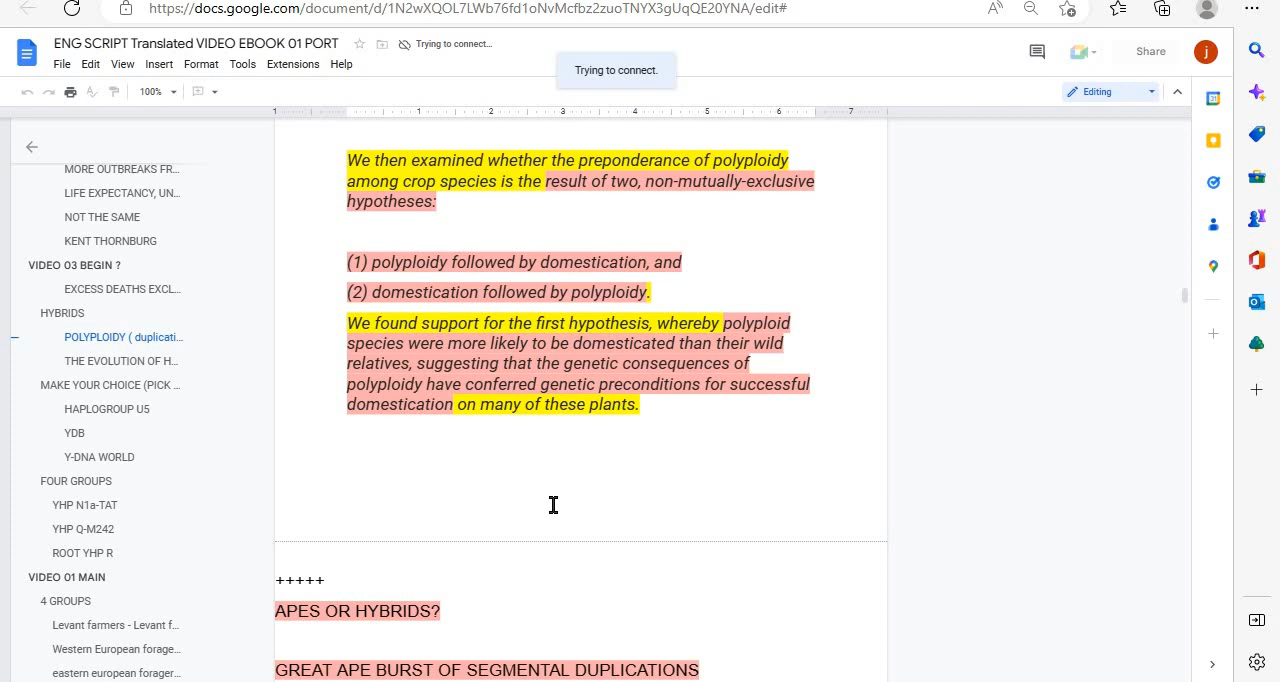 https://docs.google.com/document/d/1N2wXQOL7LWb76fd1oNvMcfbz2zuoTNYX3gUqQE20YNA/edit#
ENG SCRIPT Translated VIDEO EBOOK 01 PORT
Trying to connect…
File Edit View Insert Format Tools Extensions Help
Trying to connect.
Share
j
100%
Editing
1 1 2 3 4 5 6 7
MORE OUTBREAKS FR...
LIFE EXPECTANCY, UN...
NOT THE SAME
KENT THORNBURG
VIDEO 03 BEGIN ?
EXCESS DEATHS EXCL...
HYBRIDS
POLYPLOIDY ( duplicati...
THE EVOLUTION OF H...
MAKE YOUR CHOICE (PICK ...
HAPLOGROUP U5
YDB
Y-DNA WORLD
FOUR GROUPS
YHP N1a-TAT
YHP Q-M242
ROOT YHP R
VIDEO 01 MAIN
4 GROUPS
Levant farmers - Levant f...
Western European forage...
eastern european forager...
We then examined whether the preponderance of polyploidy
among crop species is the result of two, non-mutually-exclusive
hypotheses:
(1) polyploidy followed by domestication, and
(2) domestication followed by polyploidy.
We found support for the first hypothesis, whereby polyploid
species were more likely to be domesticated than their wild
relatives, suggesting that the genetic consequences of
polyploidy have conferred genetic preconditions for successful
domestication on many of these plants.
+++++
APES OR HYBRIDS?
GREAT APE BURST OF SEGMENTAL DUPLICATIONS